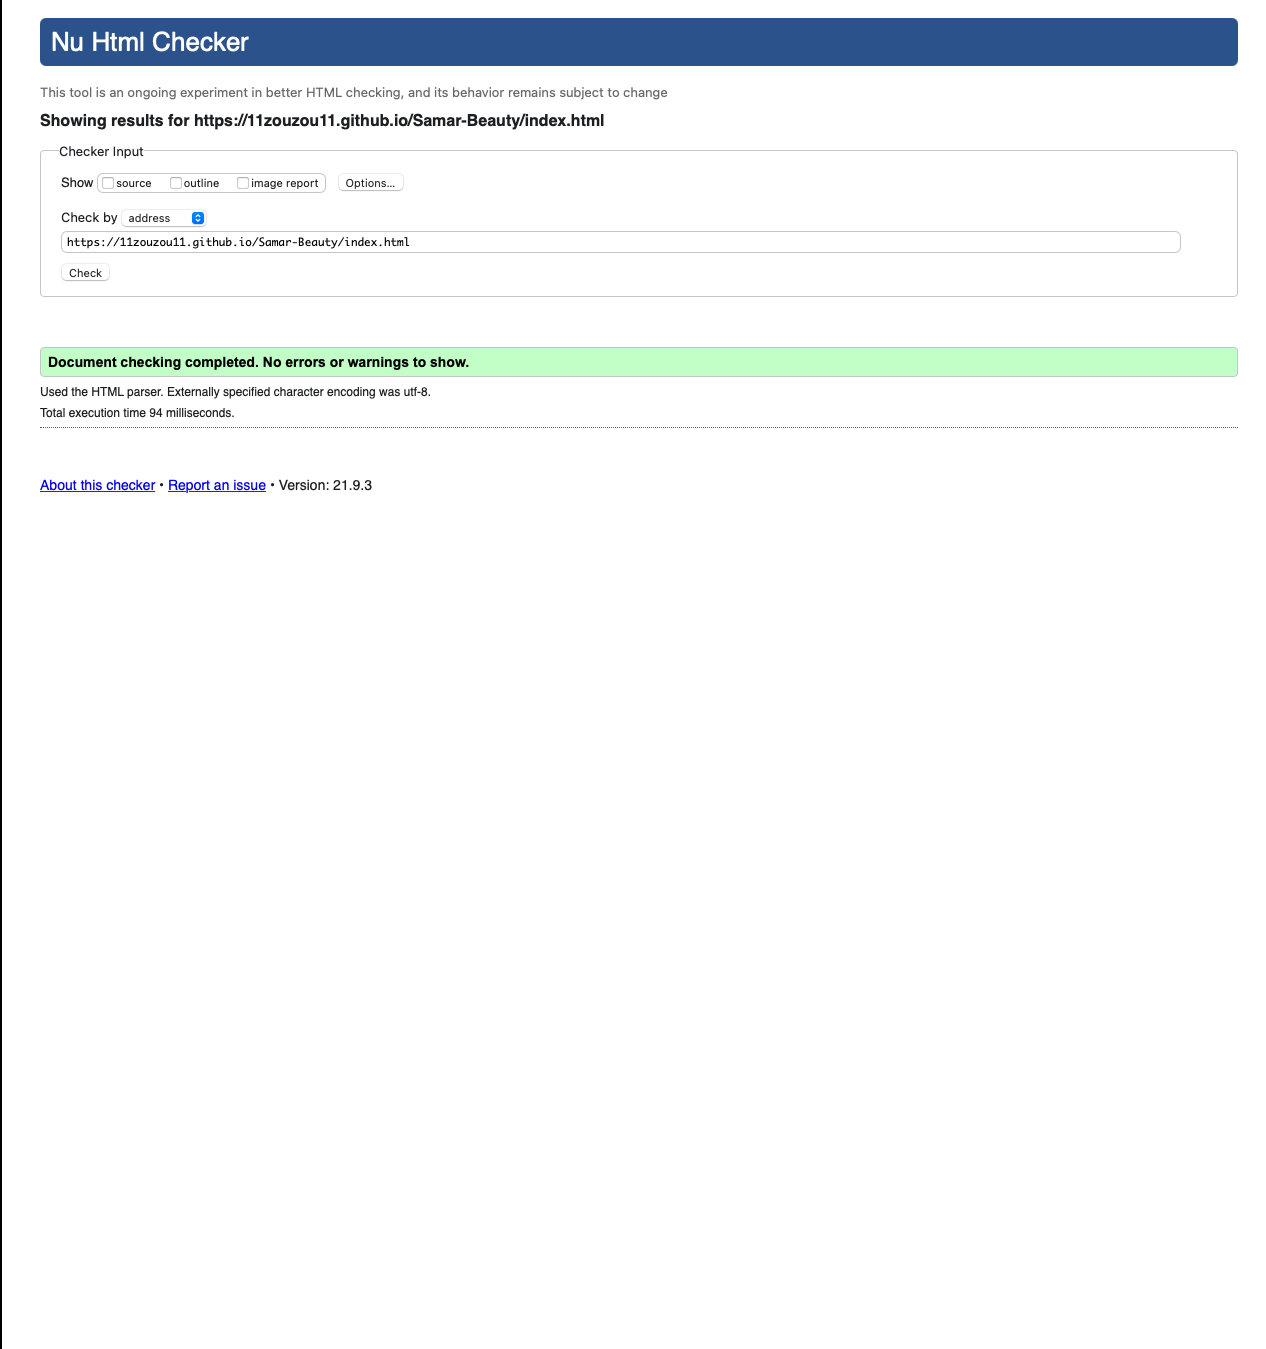 Nu Html Checker
This tool is an ongoing experiment in better HTML checking, and its behavior remains subject to change
Showing results for https://11zouzou11.github.io/Samar-Beauty/index.html
Checker Input
Show source outline image report Options...
Check by address
https://11zouzou11.github.io/Samar-Beauty/index.html
Check
Document checking completed. No errors or warnings to show.
Used the HTML parser. Externally specified character encoding was utf-8.
Total execution time 94 milliseconds.
About this checker • Report an issue • Version: 21.9.3